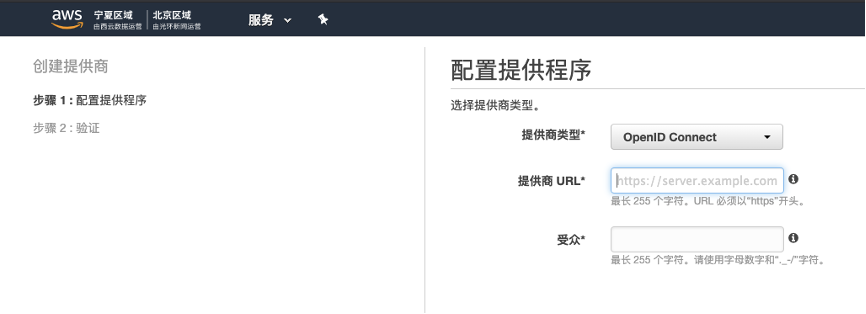 aws 宁夏区域 北京区域 服务
由西云数据运营 由光环新网运营
创建提供商
步骤 1 : 配置提供程序
步骤 2 : 验证
配置提供程序
选择提供商类型。
提供商类型* OpenID Connect
提供商 URL* https://server.example.com
最长 255 个字符。URL 必须以"https"开头。
受众*
最长 255 个字符。请使用字母数字和"._-/"字符。